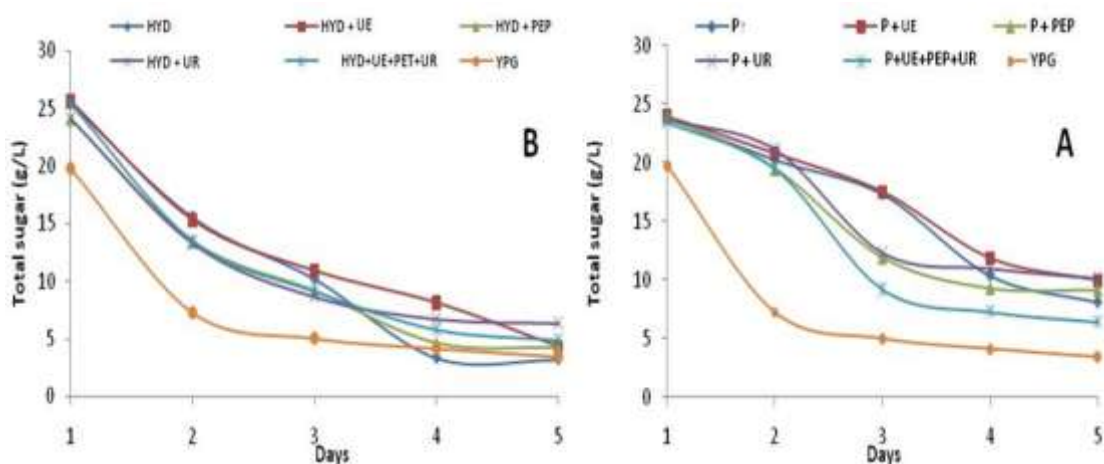 HYD HYD + UE HYD + PEP
HYD + UR HYD+UE+PET+UR YPG
30
25
20
15
10
5
0
Total sugar (g/L)
B
1 2 3 4 5
Days
P↑ P + UE P + PEP
P + UR P+UE+PEP+UR YPG
30
25
20
15
10
5
0
Total sugar (g/L)
A
1 2 3 4 5
Days